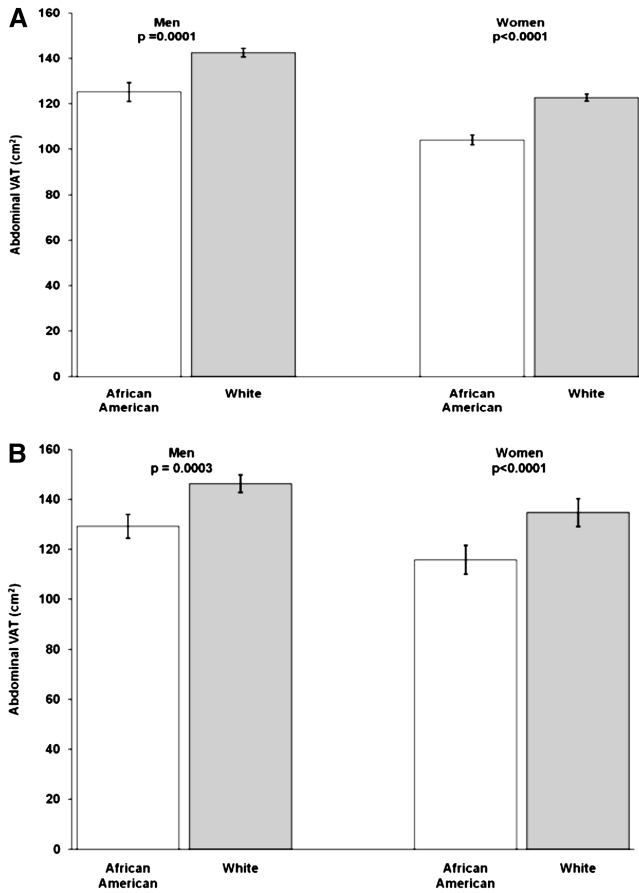 A
Men
p =0.0001
Women
p<0.0001
160
140
120
100
80
60
40
20
0
Abdominal VAT (cm²)
African
American
White
African
American
White
B
Men
p = 0.0003
Women
p<0.0001
160
140
120
100
80
60
40
20
0
Abdominal VAT (cm²)
African
American
White
African
American
White